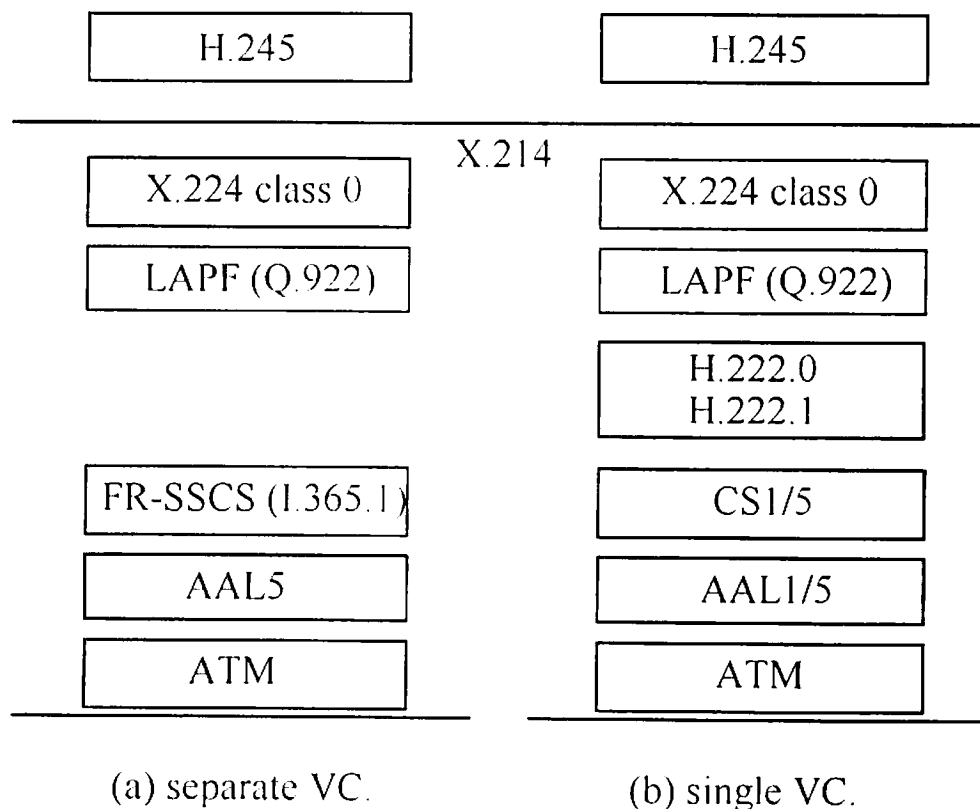 H.245
H.245
X.214
X.224 class 0
X.224 class 0
LAPF (Q.922)
LAPF (Q.922)
H.222.0
H.222.1
FR-SSCS (I.365.1)
CS1/5
AAL5
AAL1/5
ATM
ATM
(a) separate VC.
(b) single VC.